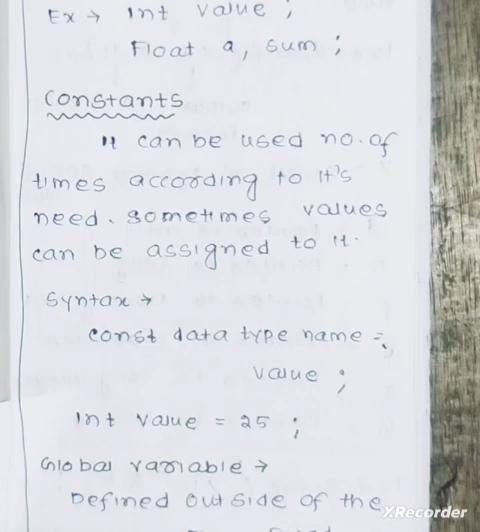 Ex → Int value ;
Float a, sum ;
Constants
It can be used no. of
times according to it's
need. sometimes values
can be assigned to it.
Syntax →
const data type name =
value ;
Int value = 25 ;
Global variable →
Defined outside of the
XRecorder